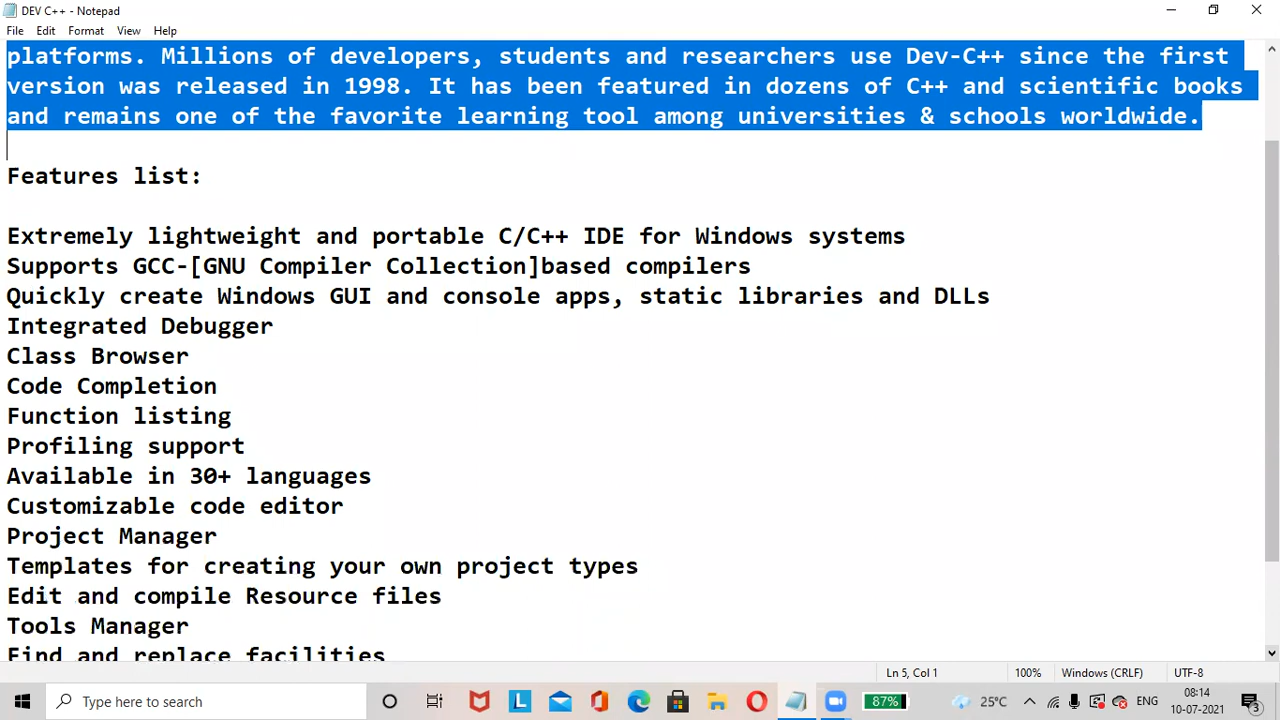 DEV C++ - Notepad
File Edit Format View Help
platforms. Millions of developers, students and researchers use Dev-C++ since the first
version was released in 1998. It has been featured in dozens of C++ and scientific books
and remains one of the favorite learning tool among universities & schools worldwide.
Features list:
Extremely lightweight and portable C/C++ IDE for Windows systems
Supports GCC-[GNU Compiler Collection]based compilers
Quickly create Windows GUI and console apps, static libraries and DLLs
Integrated Debugger
Class Browser
Code Completion
Function listing
Profiling support
Available in 30+ languages
Customizable code editor
Project Manager
Templates for creating your own project types
Edit and compile Resource files
Tools Manager
Find and replace facilities
Ln 5, Col 1 100% Windows (CRLF) UTF-8
Type here to search L 87% 25°C ENG 08:14
10-07-2021 3